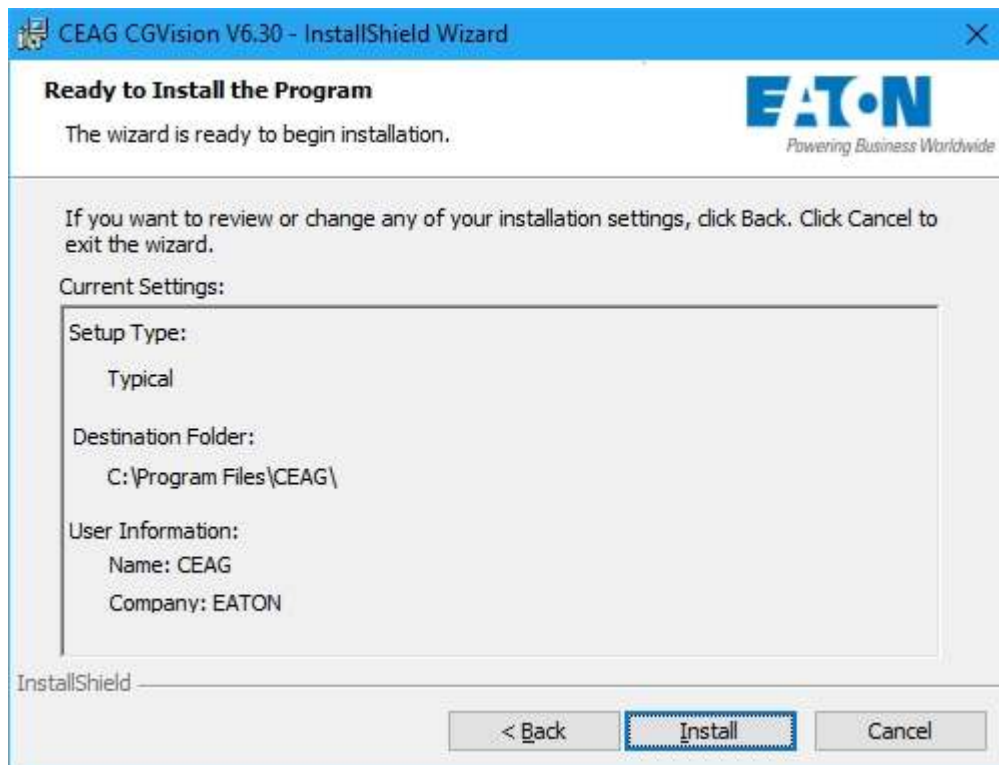 CEAG CGVision V6.30 - InstallShield Wizard
Ready to Install the Program
The wizard is ready to begin installation.
EATON
Powering Business Worldwide
If you want to review or change any of your installation settings, click Back. Click Cancel to
exit the wizard.
Current Settings:
Setup Type:
Typical
Destination Folder:
C:\Program Files\CEAG\
User Information:
Name: CEAG
Company: EATON
InstallShield
< Back
Install
Cancel